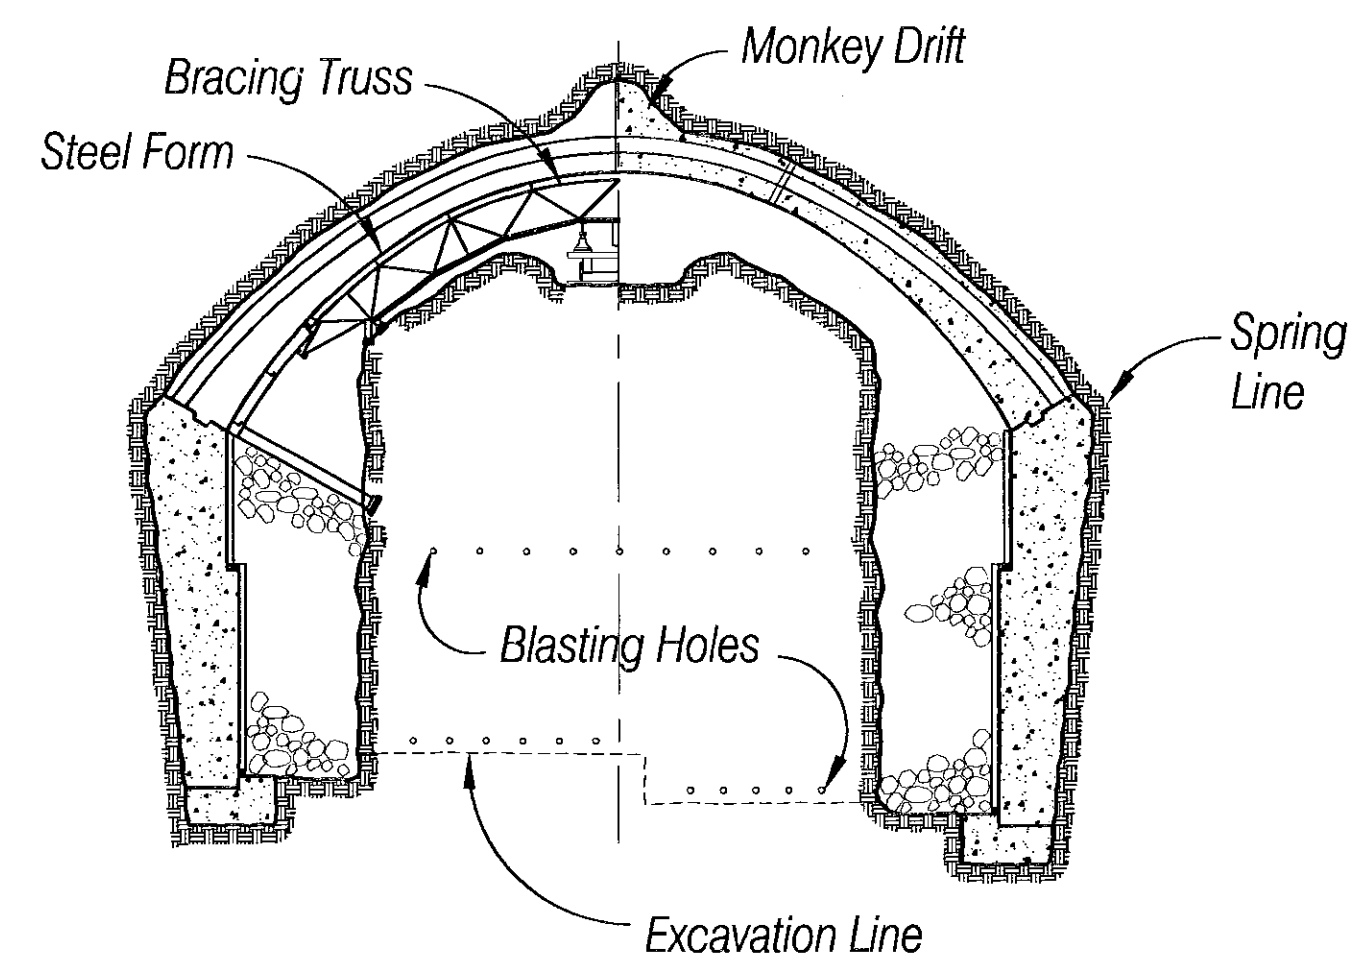 Monkey Drift
Bracing Truss
Steel Form
Spring
Line
Blasting Holes
Excavation Line